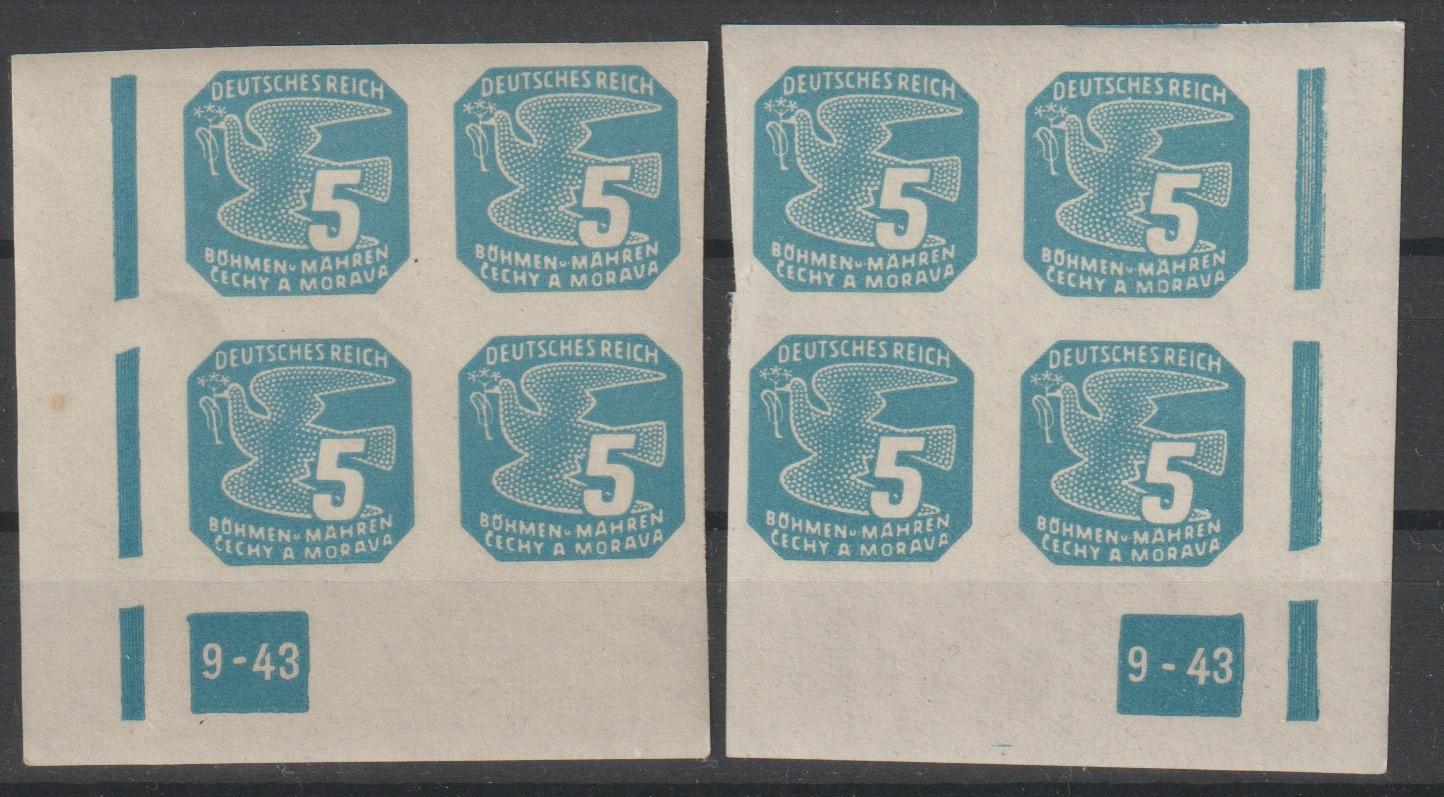 DEUTSCHES REICH
5
BÖHMEN u. MÄHREN
ČECHY A MORAVA
DEUTSCHES REICH
5
BÖHMEN u. MÄHREN
ČECHY A MORAVA
DEUTSCHES REICH
5
BÖHMEN u. MÄHREN
ČECHY A MORAVA
DEUTSCHES REICH
5
BÖHMEN u. MÄHREN
ČECHY A MORAVA
9-43
DEUTSCHES REICH
5
BÖHMEN u. MÄHREN
ČECHY A MORAVA
DEUTSCHES REICH
5
BÖHMEN u. MÄHREN
ČECHY A MORAVA
DEUTSCHES REICH
5
BÖHMEN u. MÄHREN
ČECHY A MORAVA
DEUTSCHES REICH
5
BÖHMEN u. MÄHREN
ČECHY A MORAVA
9 - 43